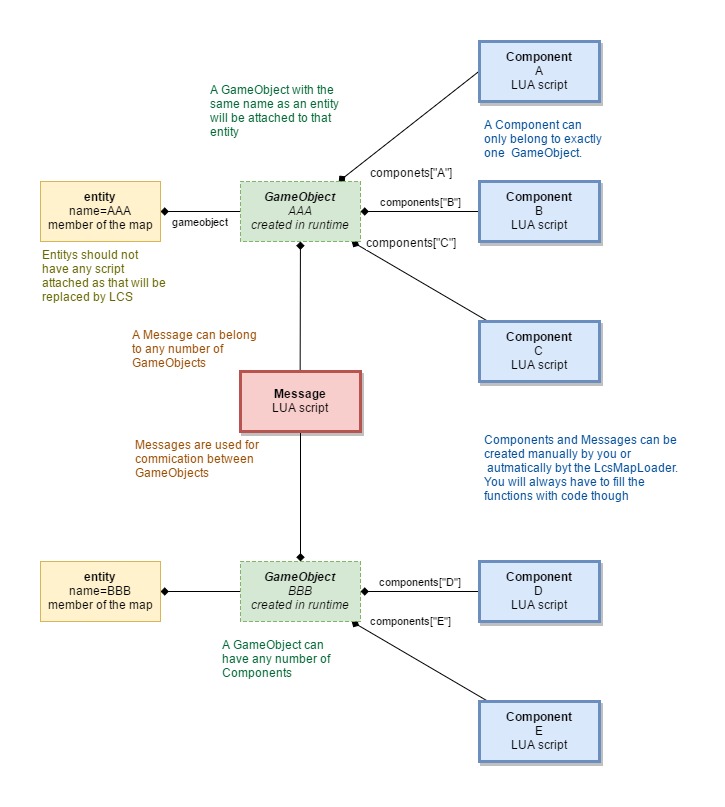 Component
A
LUA script
A GameObject with the
same name as an entity
will be attached to that
entity
A Component can
only belong to exactly
one GameObject.
componets["A"]
entity
name=AAA
member of the map
gameobject
GameObject
AAA
created in runtime
components["B"]
Component
B
LUA script
components["C"]
Entitys should not
have any script
attached as that will be
replaced by LCS
A Message can belong
to any number of
GameObjects
Component
C
LUA script
Message
LUA script
Messages are used for
commication between
GameObjects
Components and Messages can be
created manually by you or
autmatically byt the LcsMapLoader.
You will always have to fill the
functions with code though
entity
name=BBB
member of the map
GameObject
BBB
created in runtime
components["D"]
Component
D
LUA script
components["E"]
A GameObject can
have any number of
Components
Component
E
LUA script